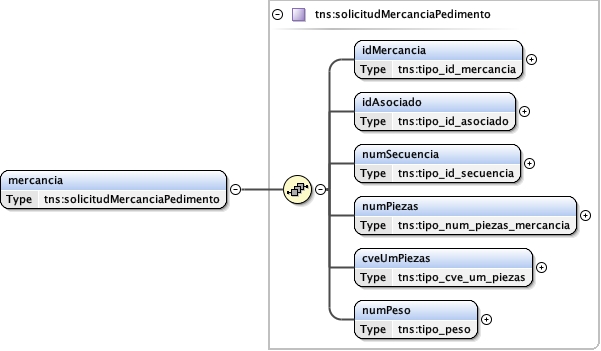 tns:solicitudMercanciaPedimento
idMercancia
Type tns:tipo_id_mercancia
idAsociado
Type tns:tipo_id_asociado
numSecuencia
Type tns:tipo_id_secuencia
mercancia
Type tns:solicitudMercanciaPedimento
numPiezas
Type tns:tipo_num_piezas_mercancia
cveUmPiezas
Type tns:tipo_cve_um_piezas
numPeso
Type tns:tipo_peso